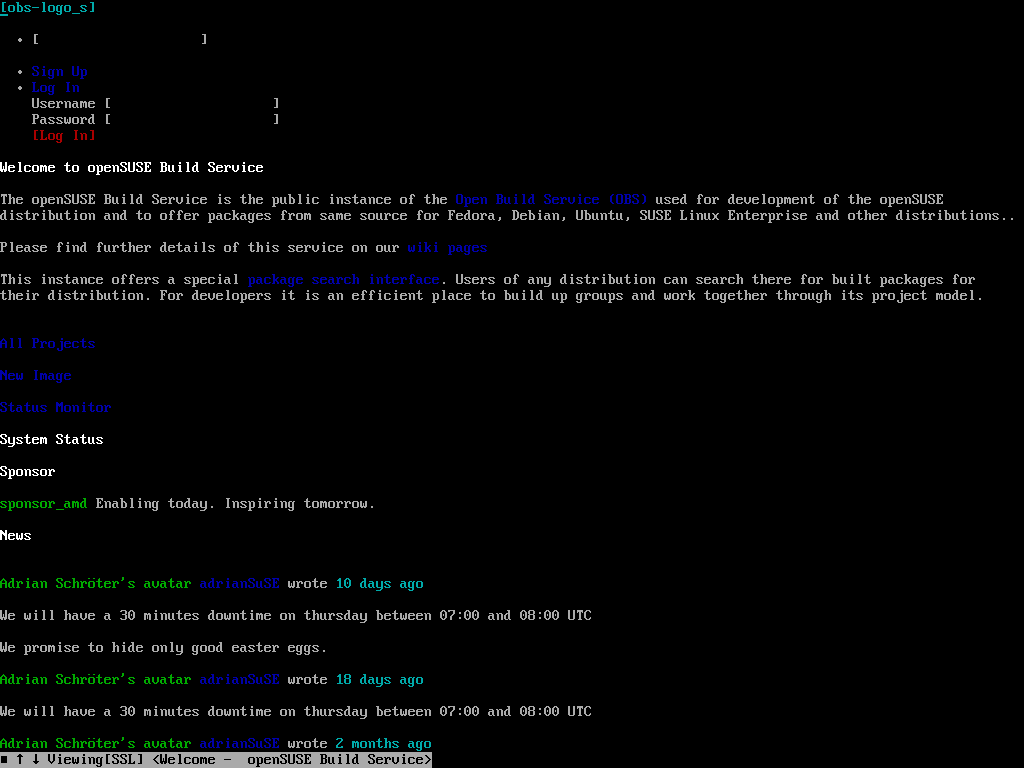 [obs-logo_s]
• [                    ]
• Sign Up
• Log In
Username [                    ]
Password [                    ]
[Log In]
Welcome to openSUSE Build Service
The openSUSE Build Service is the public instance of the Open Build Service (OBS) used for development of the openSUSE
distribution and to offer packages from same source for Fedora, Debian, Ubuntu, SUSE Linux Enterprise and other distributions..
Please find further details of this service on our wiki pages
This instance offers a special package search interface. Users of any distribution can search there for built packages for
their distribution. For developers it is an efficient place to build up groups and work together through its project model.
All Projects
New Image
Status Monitor
System Status
Sponsor
sponsor_amd Enabling today. Inspiring tomorrow.
News
Adrian Schröter's avatar adrianSuSE wrote 10 days ago
We will have a 30 minutes downtime on thursday between 07:00 and 08:00 UTC
We promise to hide only good easter eggs.
Adrian Schröter's avatar adrianSuSE wrote 18 days ago
We will have a 30 minutes downtime on thursday between 07:00 and 08:00 UTC
Adrian Schröter's avatar adrianSuSE wrote 2 months ago
▪ ↑ ↓ Viewing[SSL] <Welcome -  openSUSE Build Service>